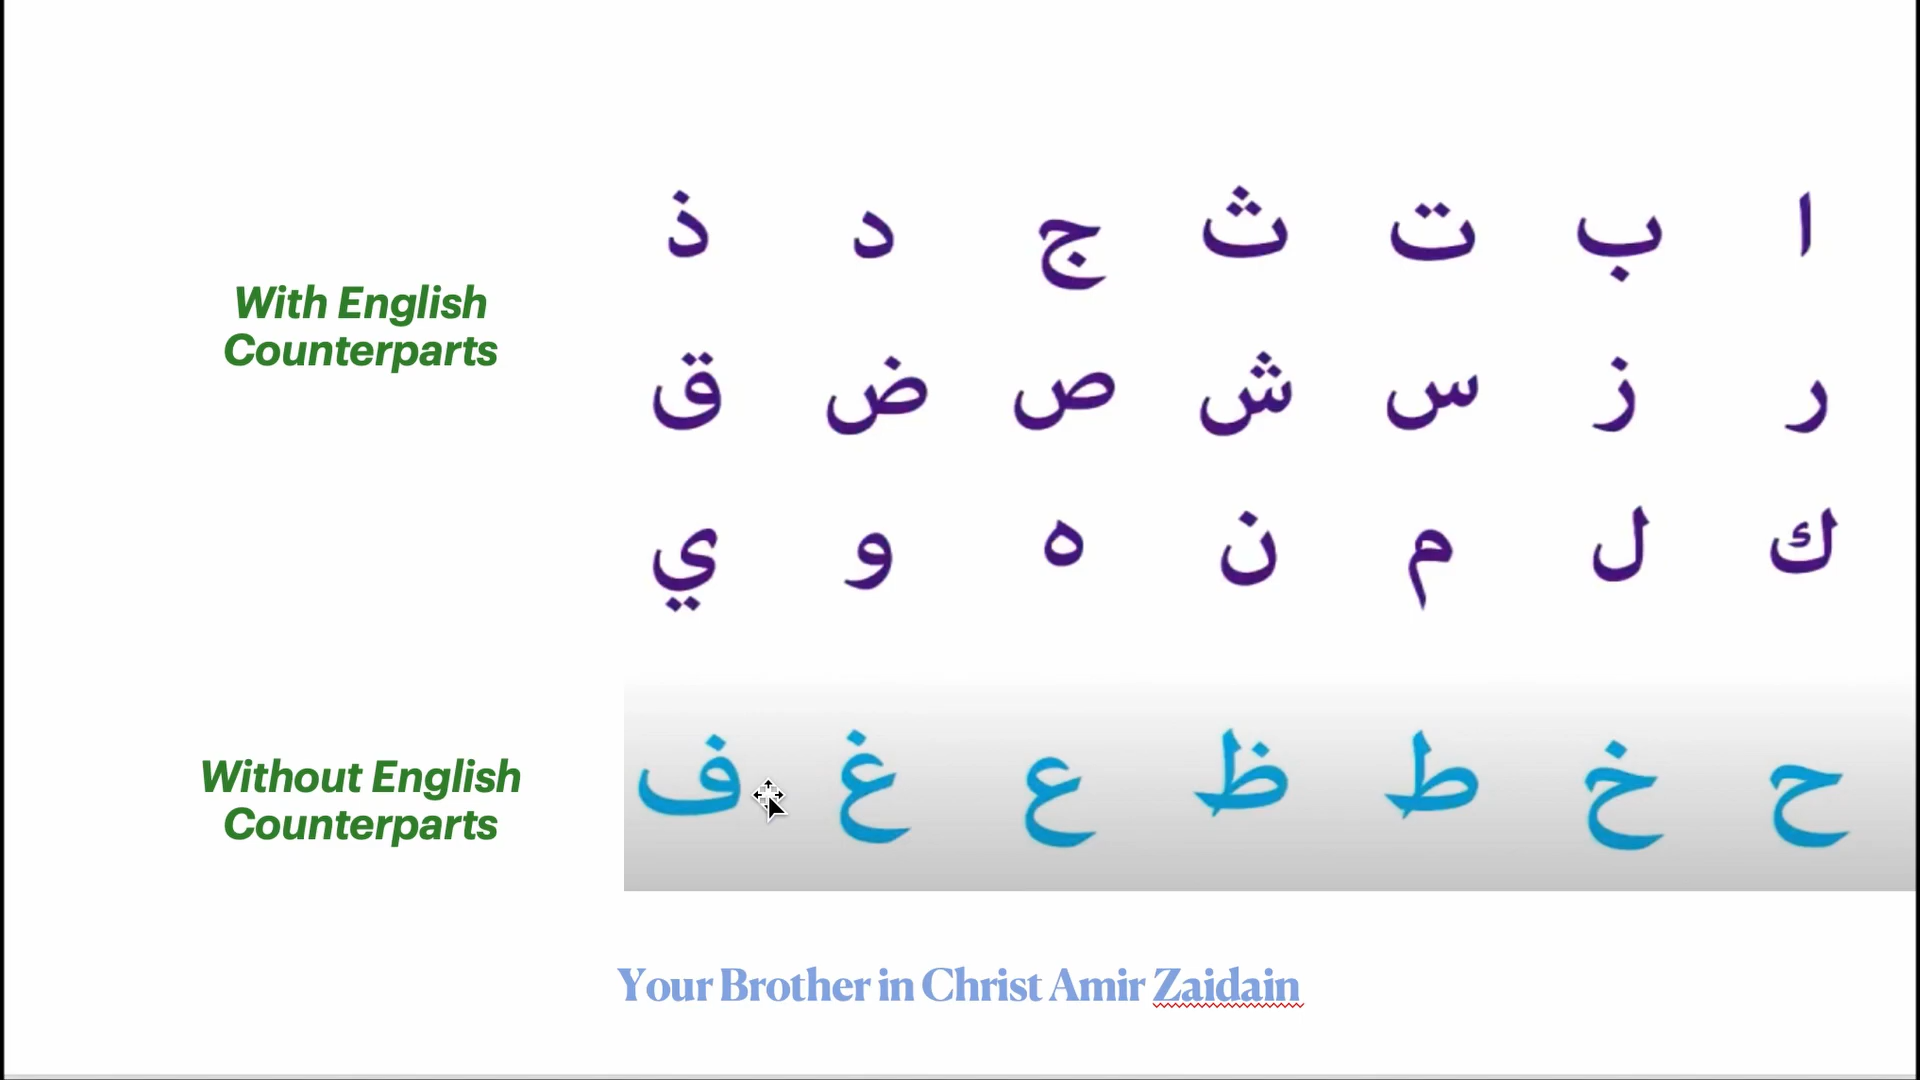 With English
Counterparts
ا ب ت ث ج د ذ
ر ز س ش ص ض ق
ك ل م ن ه و ي
Without English
Counterparts
ح خ ط ظ ع غ ف
Your Brother in Christ Amir Zaidain